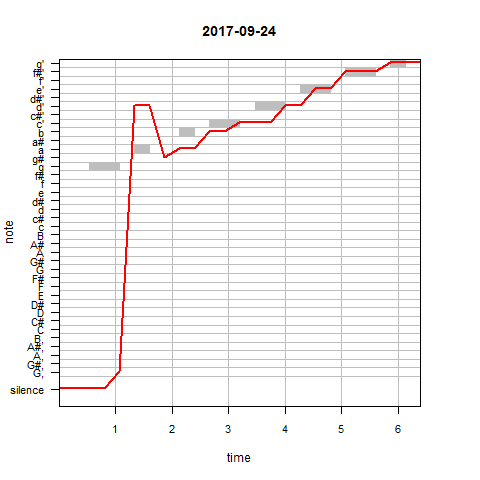 2017-09-24
g'
f#'
f'
e'
d#'
d'
c#'
c'
b
a#
a
g#
g
f#
f
e
d#
d
c#
c
B
A#
A
G#
G
F#
F
E
D#
D
C#
C
B,
A#,
A,
G#,
G,
silence
note
1 2 3 4 5 6
time